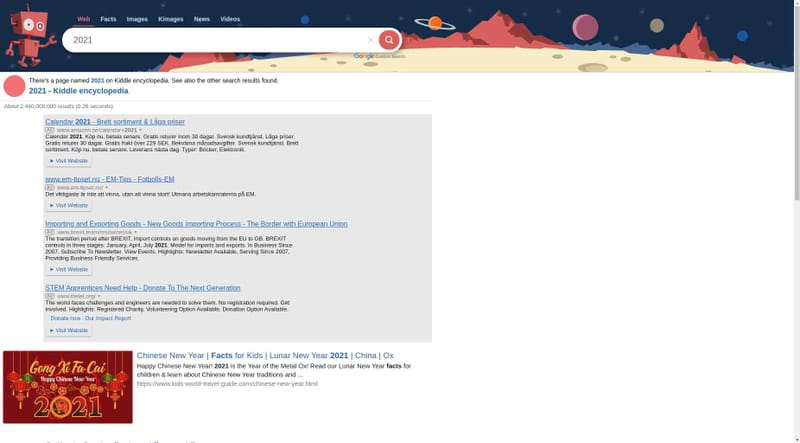 Web Facts Images Kimages News Videos
2021
Google Custom Search
There's a page named 2021 on Kiddle encyclopedia. See also the other search results found.
2021 - Kiddle encyclopedia
About 2,460,000,000 results (0.26 seconds)
Calendar 2021 - Brett sortiment & Låga priser
Ad www.amazon.se/calendar+2021
Calendar 2021. Köp nu, betala senare. Gratis returer inom 30 dagar. Svensk kundtjänst. Låga priser.
Gratis returer 30 dagar. Gratis frakt över 229 SEK. Bekväma månadsavgifter. Svensk kundtjänst. Brett
sortiment. Köp nu, betala senare. Leverans nästa dag. Typer: Böcker, Elektronik.
Visit Website
www.em-tipset.nu - EM-Tips - Fotbolls-EM
Ad www.em-tipset.nu/
Det viktigaste är inte att vinna, utan att vinna stort! Utmana arbetskamraterna på EM.
Visit Website
Importing and Exporting Goods - New Goods Importing Process - The Border with European Union
Ad www.brexit.team/resources/uk
The transition period after BREXIT, Import controls on goods moving from the EU to GB. BREXIT
controls in three stages: January, April, July 2021. Model for imports and exports. In Business Since
2007. Subscribe To Newsletter. View Events. Highlights: Newsletter Available, Serving Since 2007,
Providing Business Friendly Services.
Visit Website
STEM Apprentices Need Help - Donate To The Next Generation
Ad www.theiet.org/
The world faces challenges and engineers are needed to solve them. No registration required. Get
Involved. Highlights: Registered Charity, Volunteering Option Available, Donation Option Available.
Donate now - Our Impact Report
Visit Website
Chinese New Year | Facts for Kids | Lunar New Year 2021 | China | Ox
Happy Chinese New Year! 2021 is the Year of the Metal Ox! Read our Lunar New Year facts for
children & learn about Chinese New Year traditions and ...
https://www.kids-world-travel-guide.com/chinese-new-year.html
Gong Xi Fa Cai
Happy Chinese New Year
2021